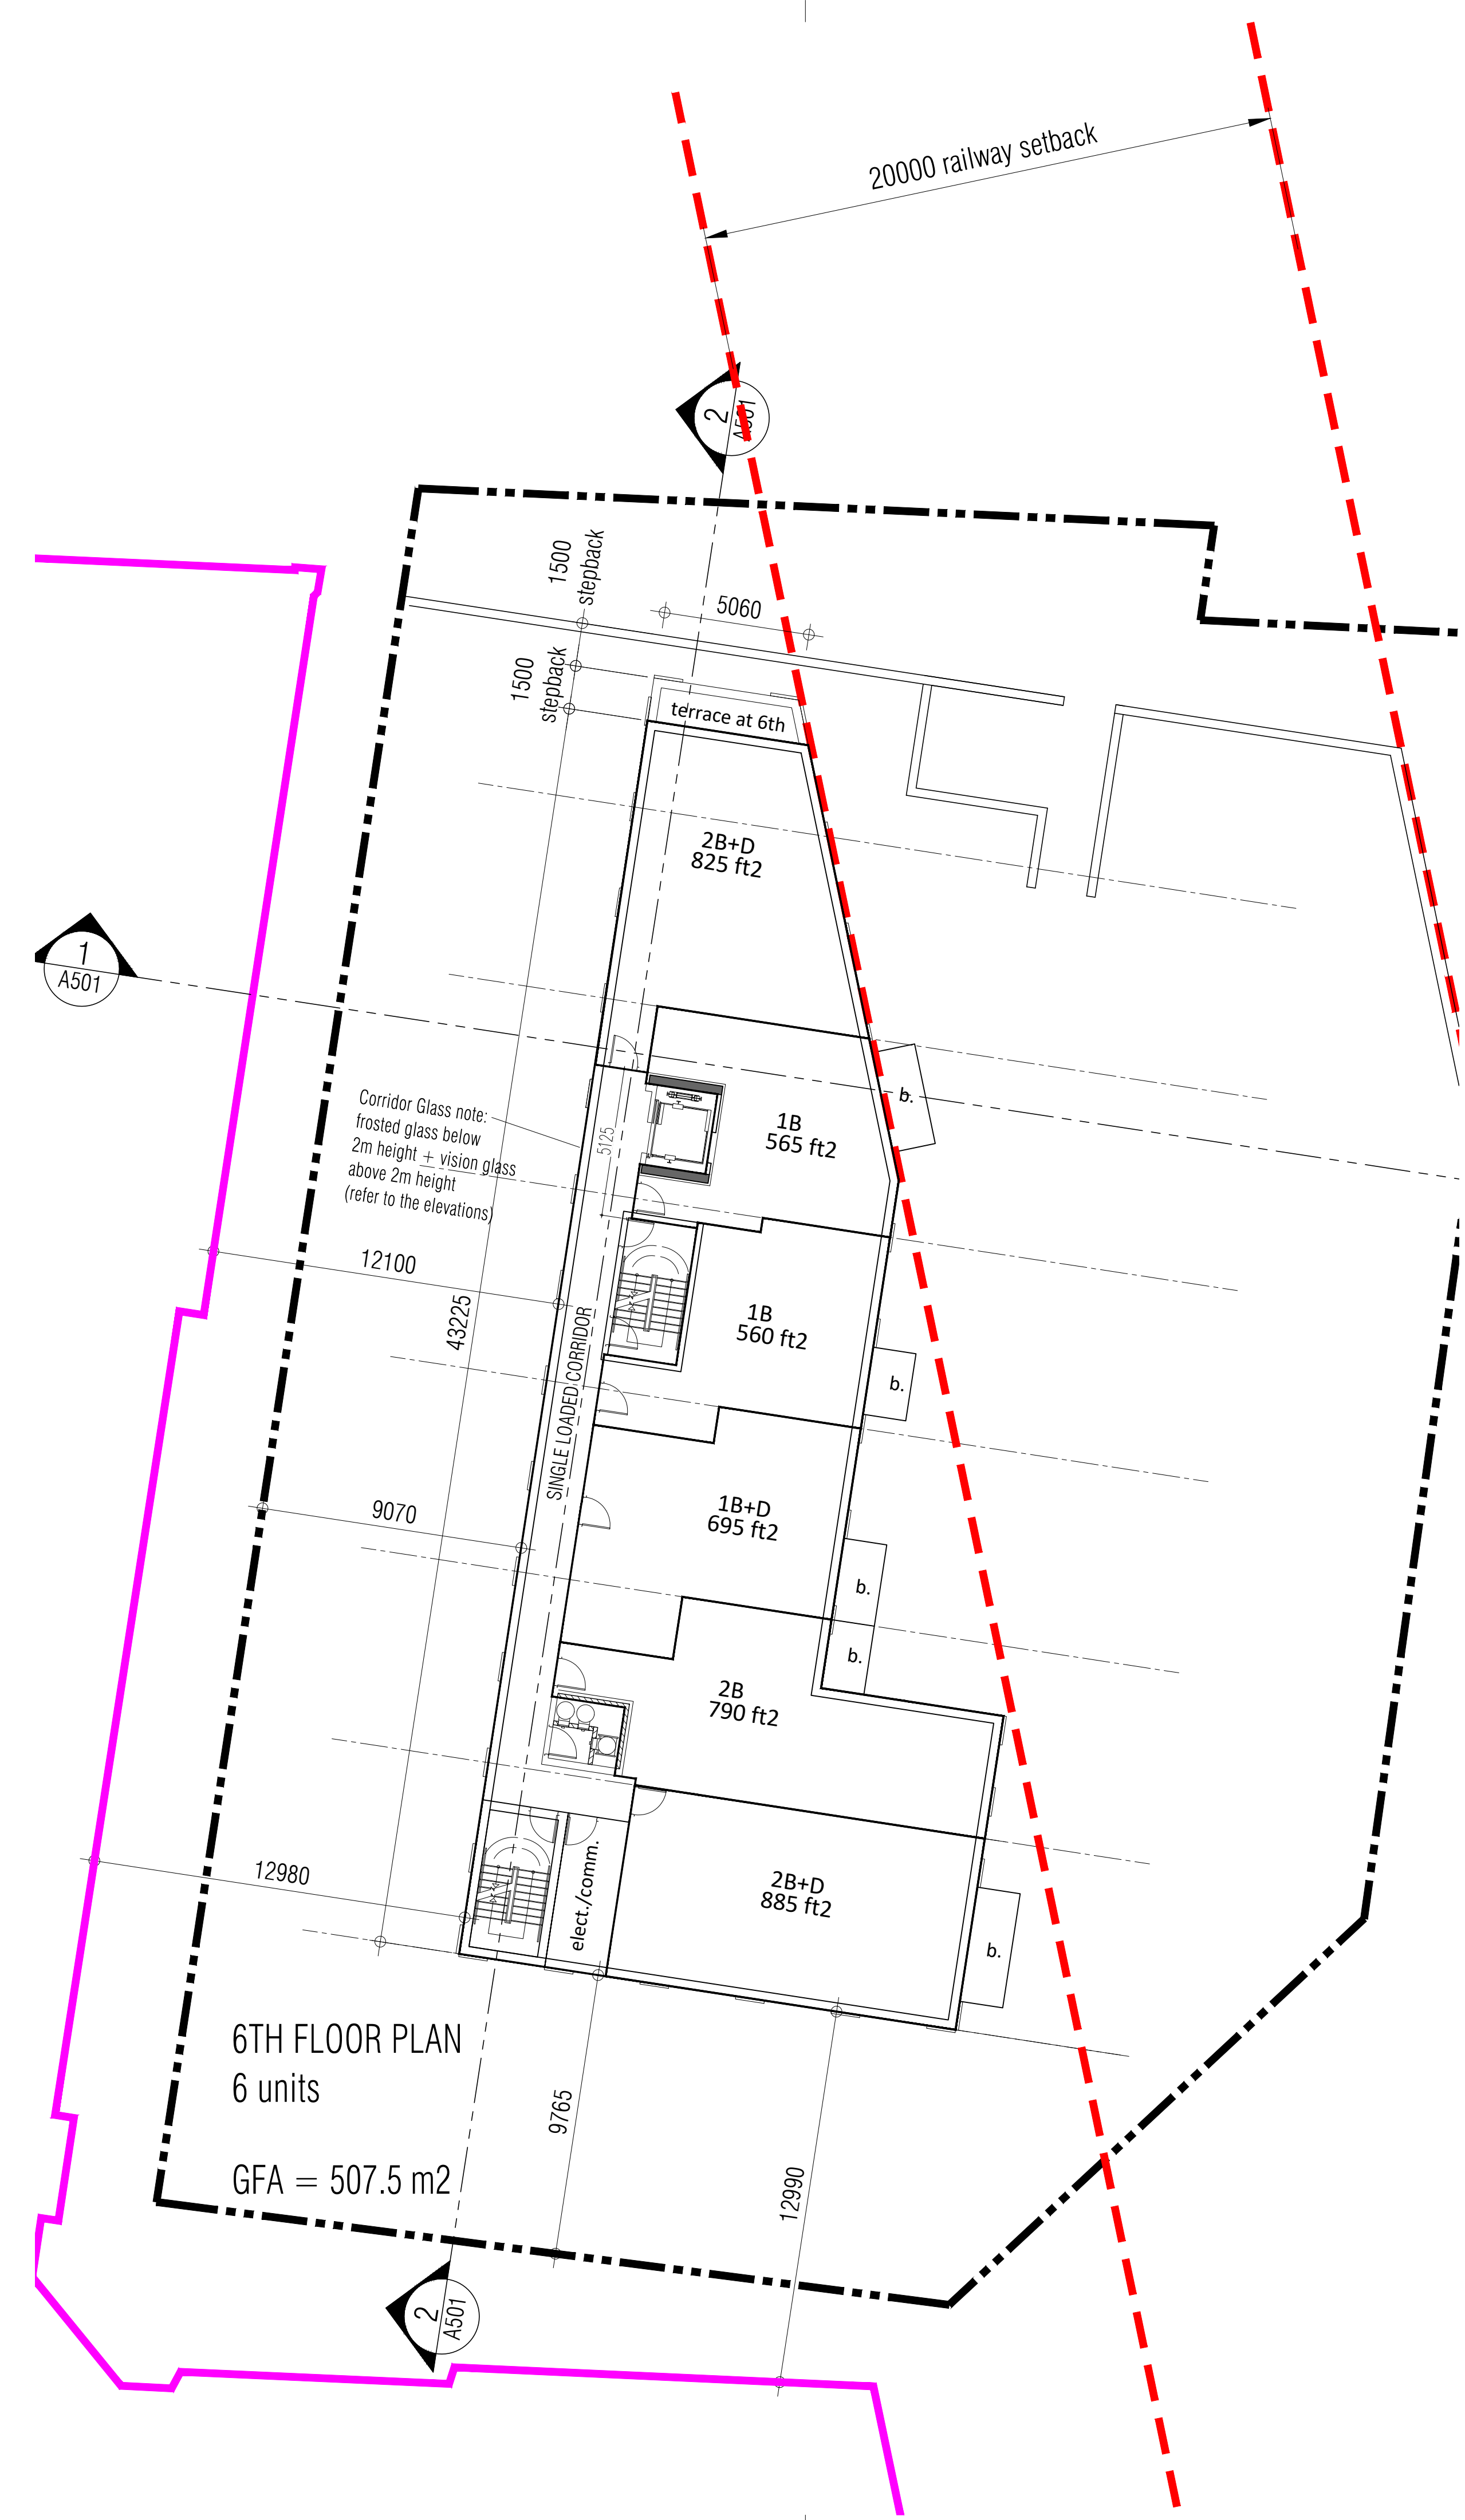 20000 railway setback
2
A501
1500
stepback
5060
1500
stepback
terrace at 6th
2B+D
825 ft2
1
A501
b.
Corridor Glass note:
frosted glass below
2m height + vision glass
above 2m height
(refer to the elevations)
5125
1B
565 ft2
12100
43225
1B
560 ft2
SINGLE LOADED CORRIDOR
b.
9070
1B+D
695 ft2
b.
b.
2B
790 ft2
12980
elect./comm.
2B+D
885 ft2
b.
6TH FLOOR PLAN
6 units
GFA = 507.5 m2
9765
12990
2
A501